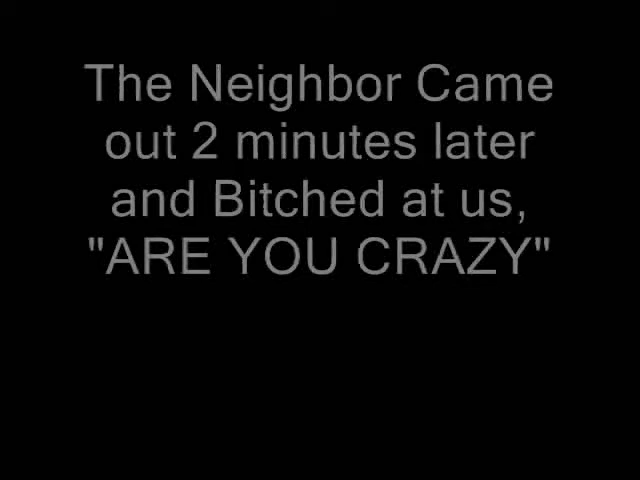 The Neighbor Came
out 2 minutes later
and Bitched at us,
"ARE YOU CRAZY"